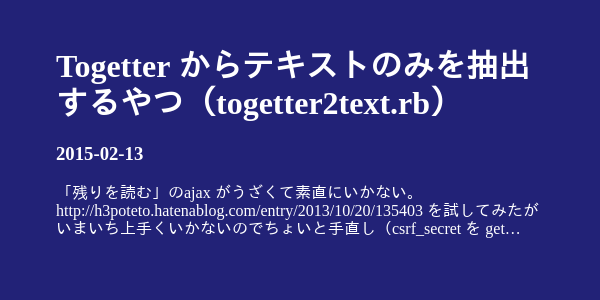 Togetter からテキストのみを抽出
するやつ（togetter2text.rb）
2015-02-13
「残りを読む」のajax がうざくて素直にいかない。
http://h3poteto.hatenablog.com/entry/2013/10/20/135403 を試してみたが
いまいち上手くいかないのでちょいと手直し（csrf_secret を get…